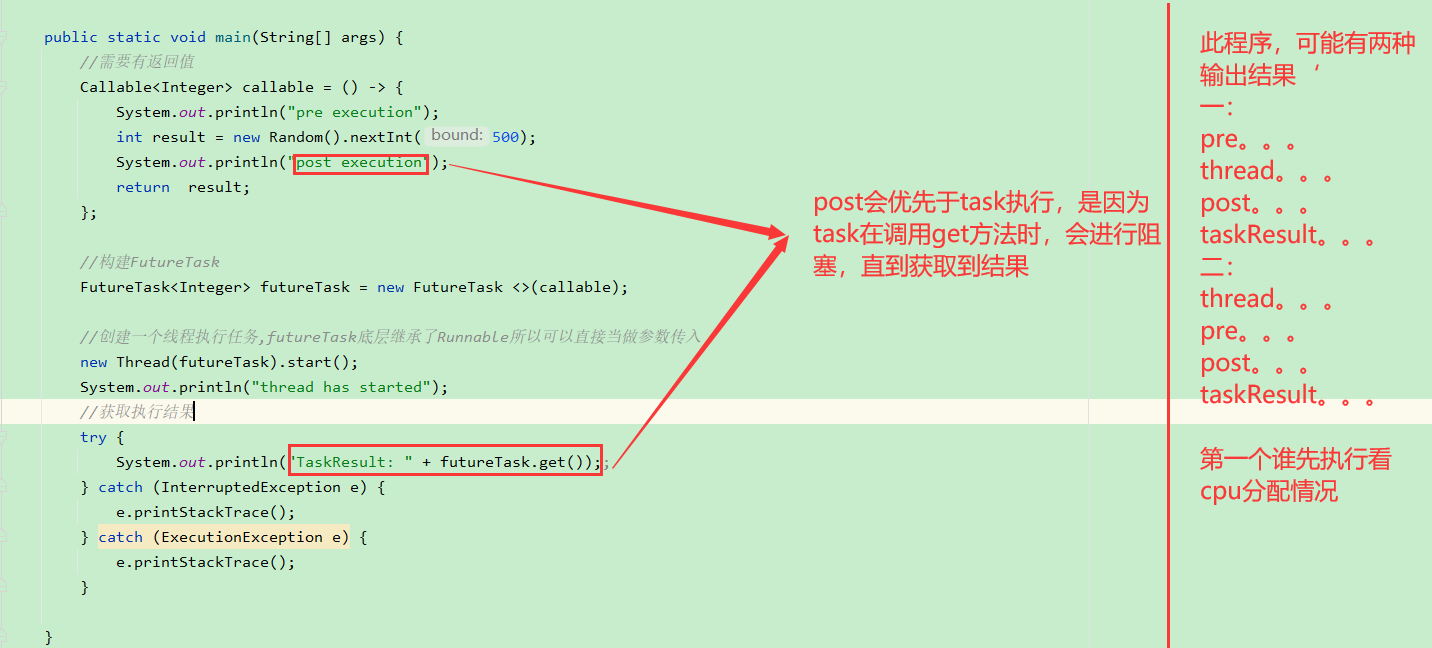 public static void main(String[] args) {
//需要有返回值
Callable<Integer> callable = () -> {
System.out.println("pre execution");
int result = new Random().nextInt( bound: 500);
System.out.println("post execution");
return  result;
};
//构建FutureTask
FutureTask<Integer> futureTask = new FutureTask <>(callable);
//创建一个线程执行任务,futureTask底层继承了Runnable所以可以直接当做参数传入
new Thread(futureTask).start();
System.out.println("thread has started");
//获取执行结果
try {
System.out.println("TaskResult: " + futureTask.get());;
} catch (InterruptedException e) {
e.printStackTrace();
} catch (ExecutionException e) {
e.printStackTrace();
}
}
post会优先于task执行，是因为
task在调用get方法时，会进行阻
塞，直到获取到结果
此程序，可能有两种
输出结果‘
一：
pre。。。
thread。。。
post。。。
taskResult。。。
二：
thread。。。
pre。。。
post。。。
taskResult。。。
第一个谁先执行看
cpu分配情况